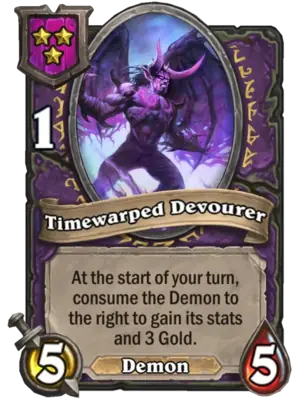 1
Timewarped Devourer
At the start of your turn,
consume the Demon to
the right to gain its stats
and 3 Gold.
Demon
5
5